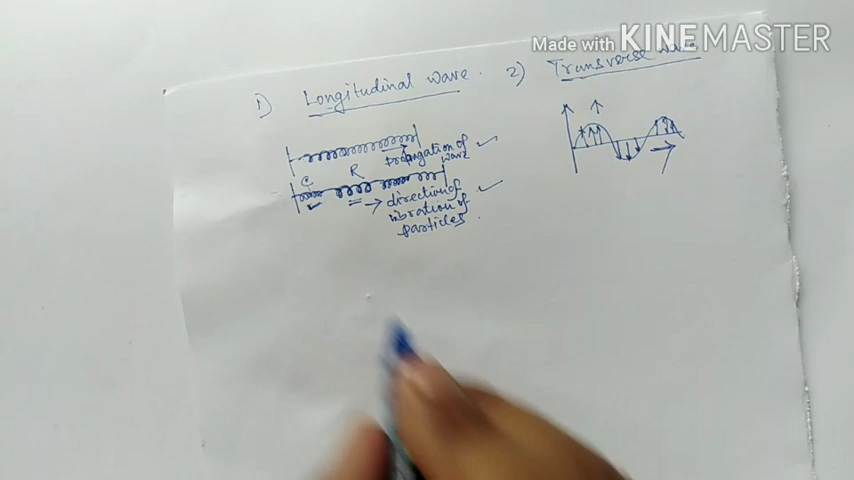 Made with KINEMASTER
1) Longitudinal wave. 2) Transverse wave
Propagation of
wave
C R
direction of
vibration of
particles.